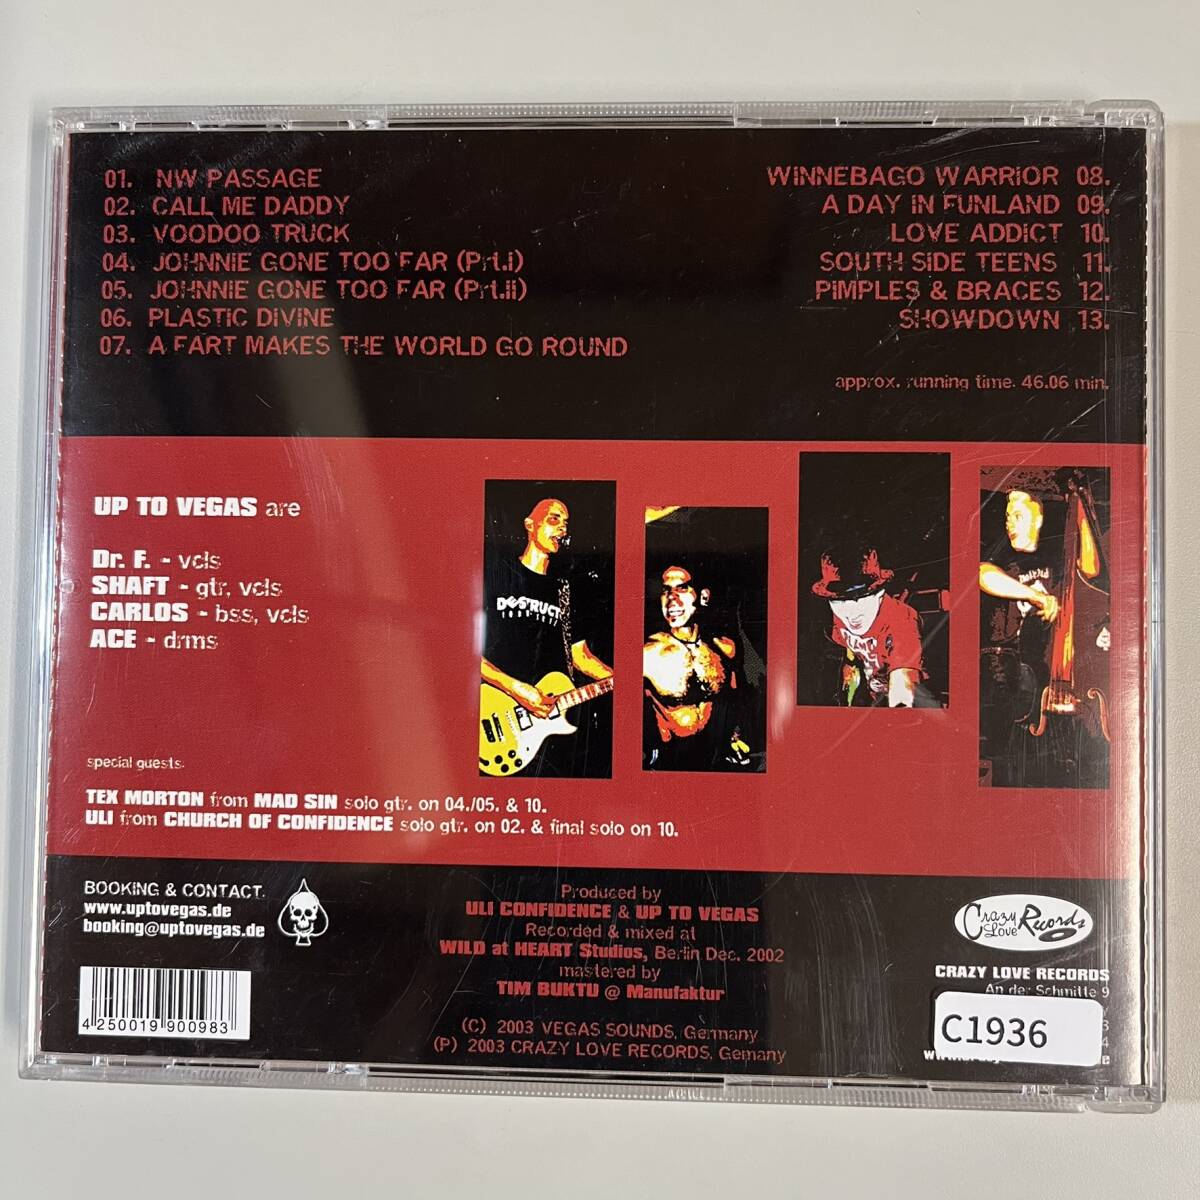 01. NW PASSAGE
02. CALL ME DADDY
03. VOODOO TRUCK
04. JOHNNIE GONE TOO FAR (Prt.i)
05. JOHNNIE GONE TOO FAR (Prt.ii)
06. PLASTIC DIVINE
07. A FART MAKES THE WORLD GO ROUND
WINNEBAGO WARRIOR 08.
A DAY IN FUNLAND 09.
LOVE ADDICT 10.
SOUTH SIDE TEENS 11.
PIMPLES & BRACES 12.
SHOWDOWN 13.
approx. running time. 46.06 min.
UP TO VEGAS are
Dr. F. - vcls
SHAFT - gtr, vcls
CARLOS - bss, vcls
ACE - drms
DESTRUCT
special guests:
TEX MORTON from MAD SIN solo gtr. on 04./05. & 10.
ULI from CHURCH OF CONFIDENCE solo gtr. on 02. & final solo on 10.
BOOKING & CONTACT.
www.uptovegas.de
booking@uptovegas.de
4 250019 900983
Produced by
ULI CONFIDENCE & UP TO VEGAS
Recorded & mixed at
WILD at HEART Studios, Berlin Dec. 2002
mastered by
TIM BUKTU @ Manufaktur
(C) 2003 VEGAS SOUNDS, Germany
(P) 2003 CRAZY LOVE RECORDS, Gemany
Crazy Love Records
CRAZY LOVE RECORDS
An der Schmitte 9
C1936